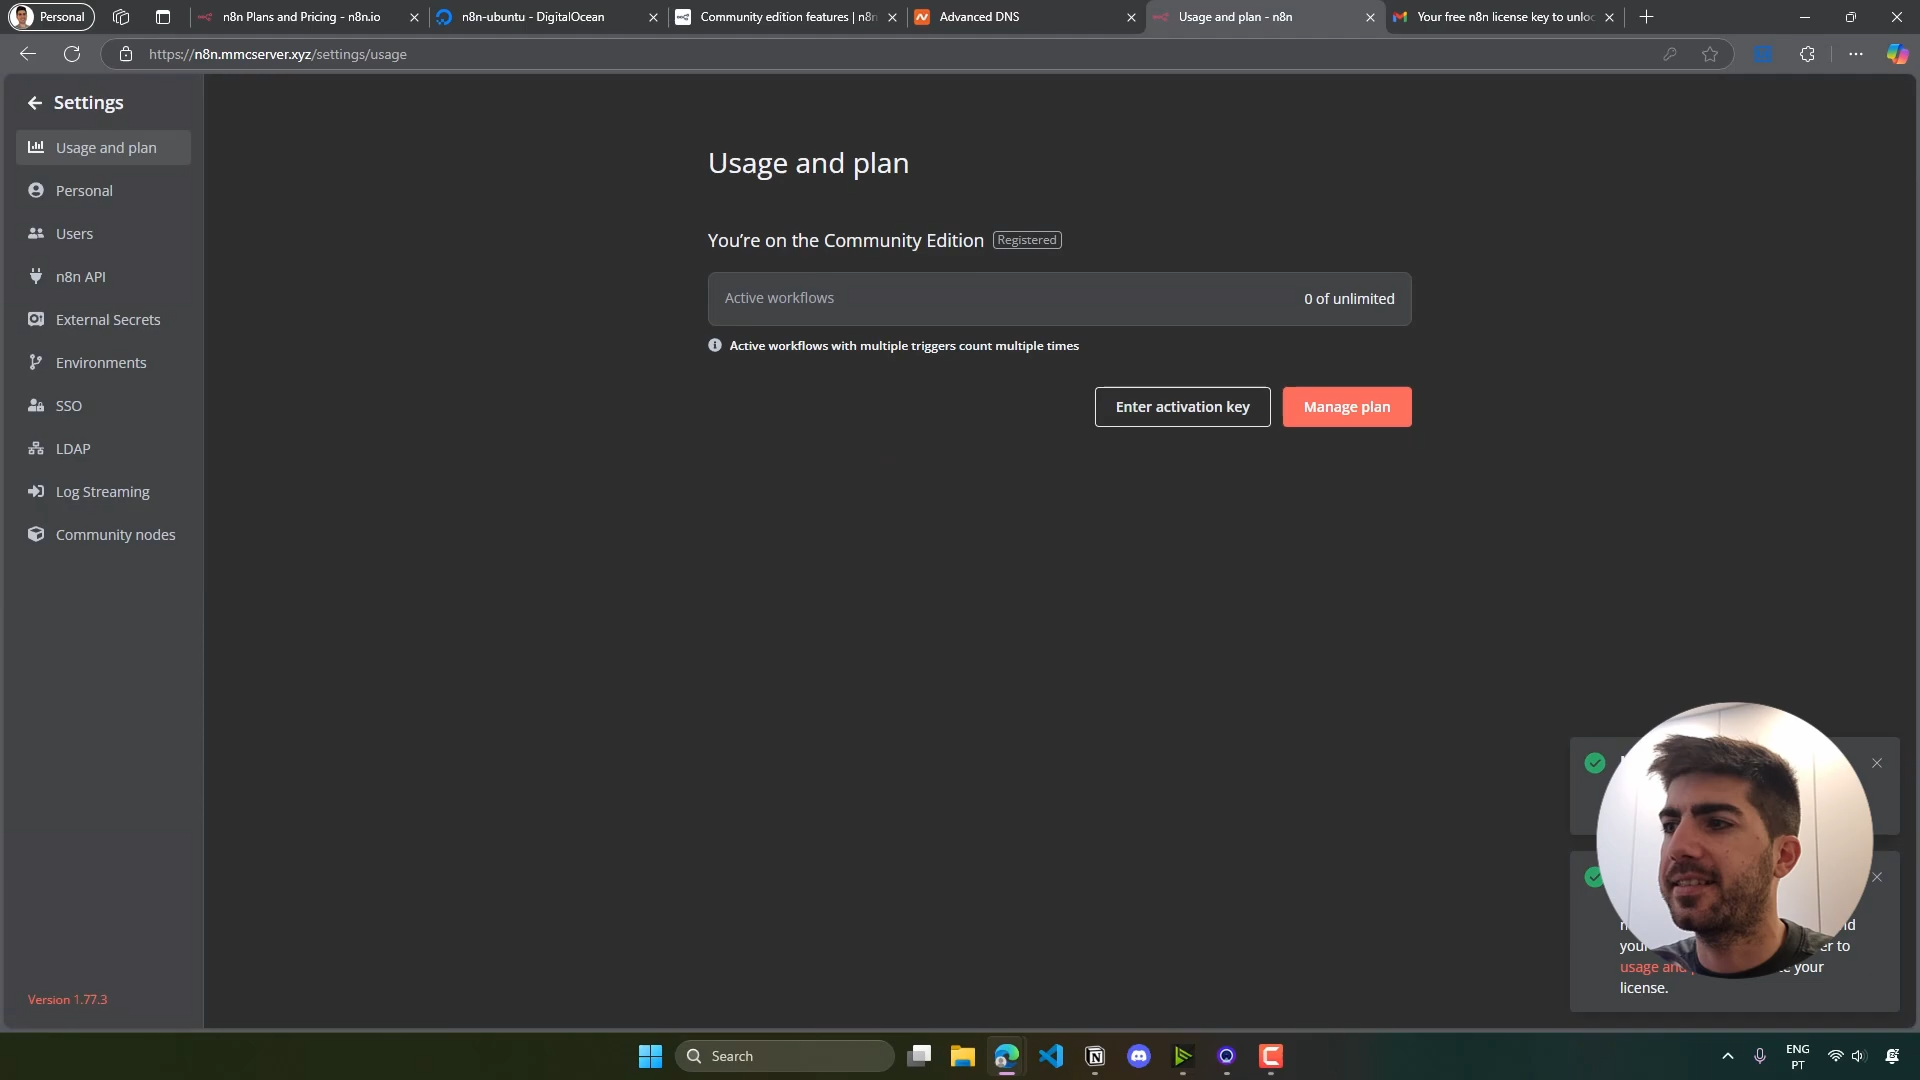 Personal
n8n Plans and Pricing - n8n.io
n8n-ubuntu - DigitalOcean
Community edition features | n8n
Advanced DNS
Usage and plan - n8n
Your free n8n license key to unloc
https://n8n.mmcserver.xyz/settings/usage
Settings
Usage and plan
Personal
Users
n8n API
External Secrets
Environments
SSO
LDAP
Log Streaming
Community nodes
Version 1.77.3
Usage and plan
You’re on the Community Edition Registered
Active workflows 0 of unlimited
Active workflows with multiple triggers count multiple times
Enter activation key
Manage plan
to
usage your
license.
Search
ENG
PT